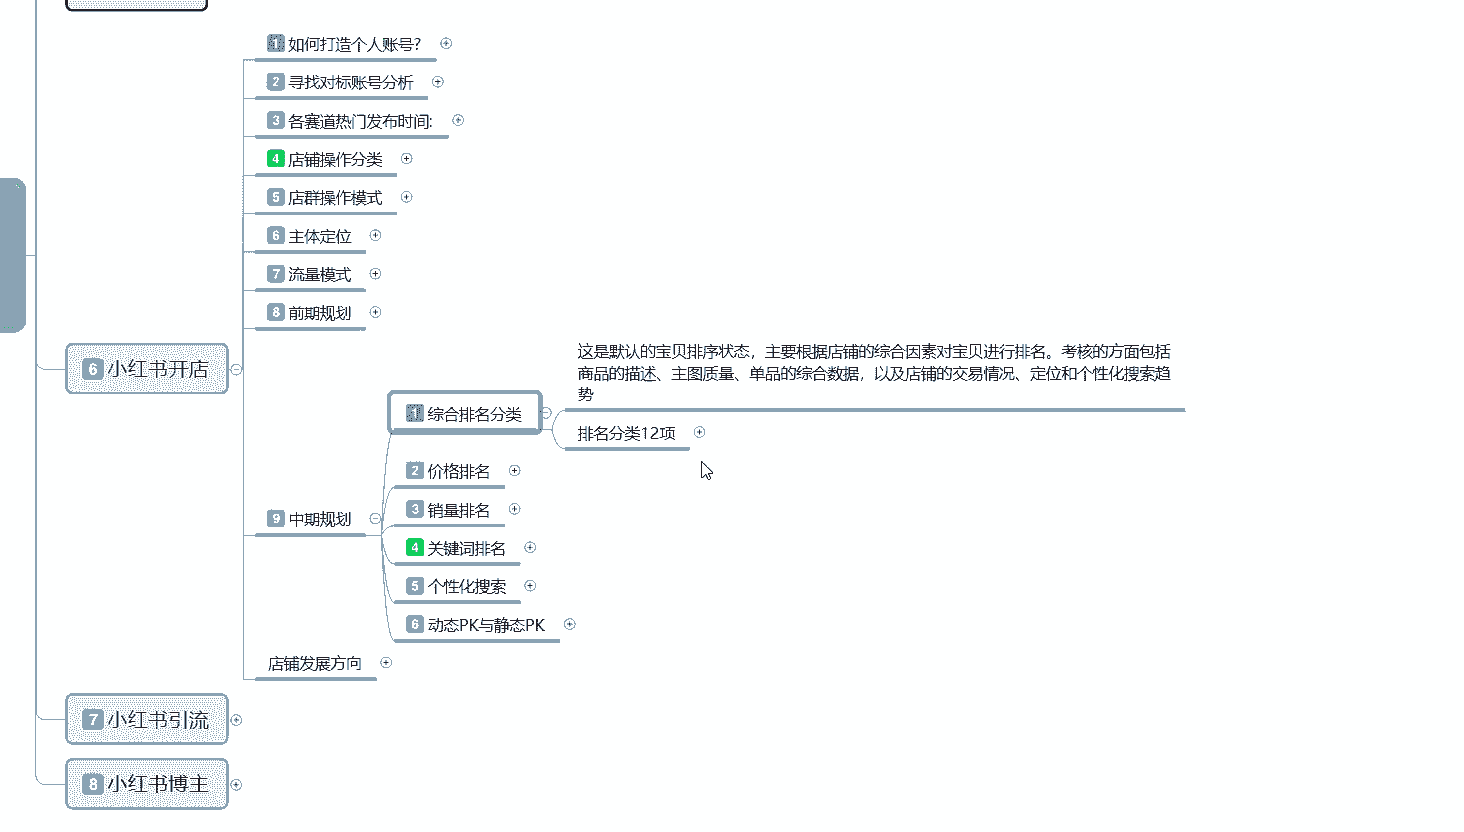 1 如何打造个人账号?
2 寻找对标账号分析
3 各赛道热门发布时间:
4 店铺操作分类
5 店群操作模式
6 主体定位
7 流量模式
8 前期规划
6 小红书开店
这是默认的宝贝排序状态，主要根据店铺的综合因素对宝贝进行排名。考核的方面包括
商品的描述、主图质量、单品的综合数据，以及店铺的交易情况、定位和个性化搜索趋
势
1 综合排名分类
排名分类12项
2 价格排名
3 销量排名
9 中期规划
4 关键词排名
5 个性化搜索
6 动态PK与静态PK
店铺发展方向
7 小红书引流
8 小红书博主